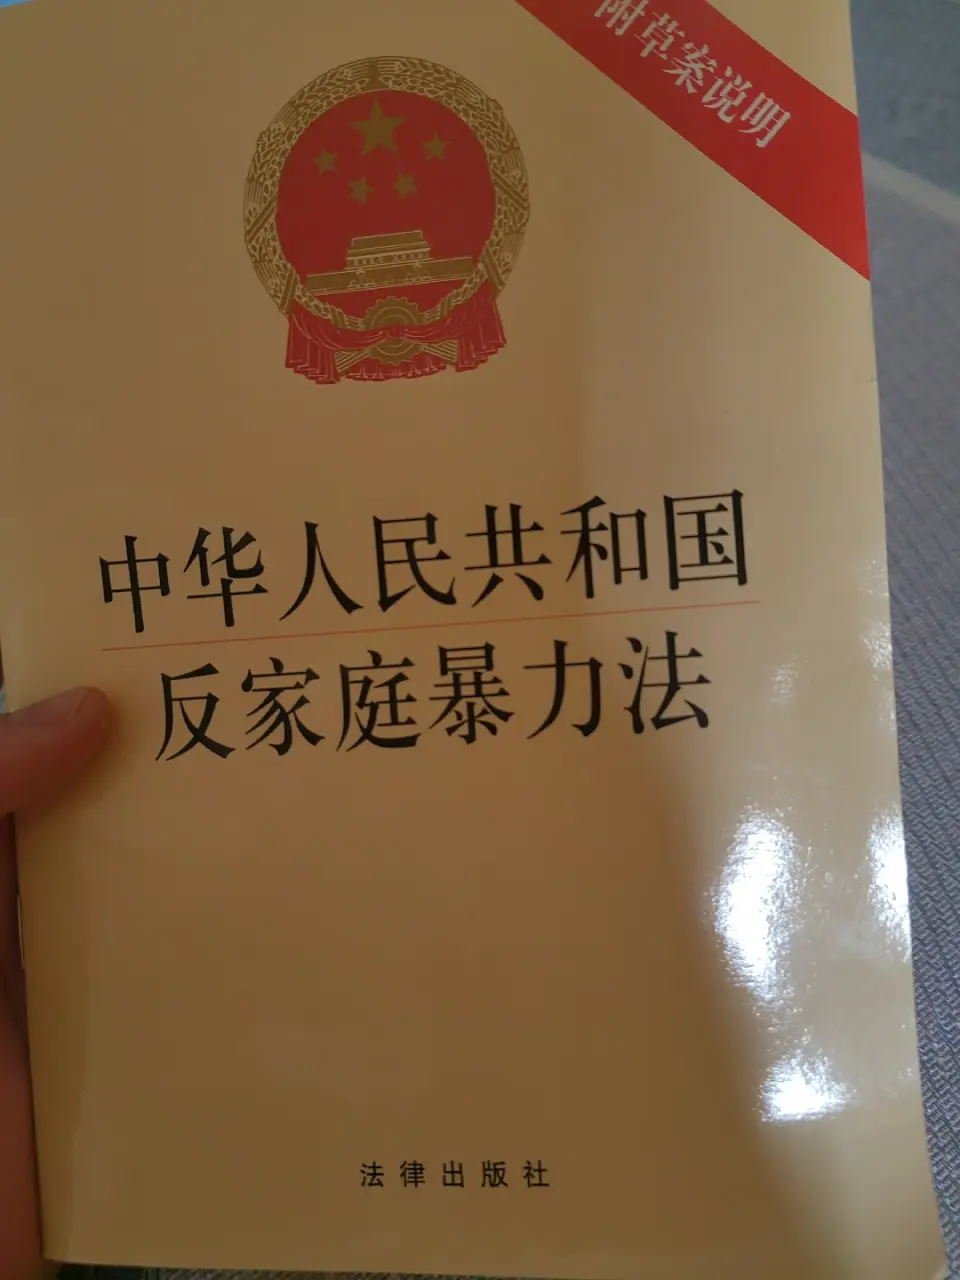 附草案说明
中华人民共和国
反家庭暴力法
法律出版社